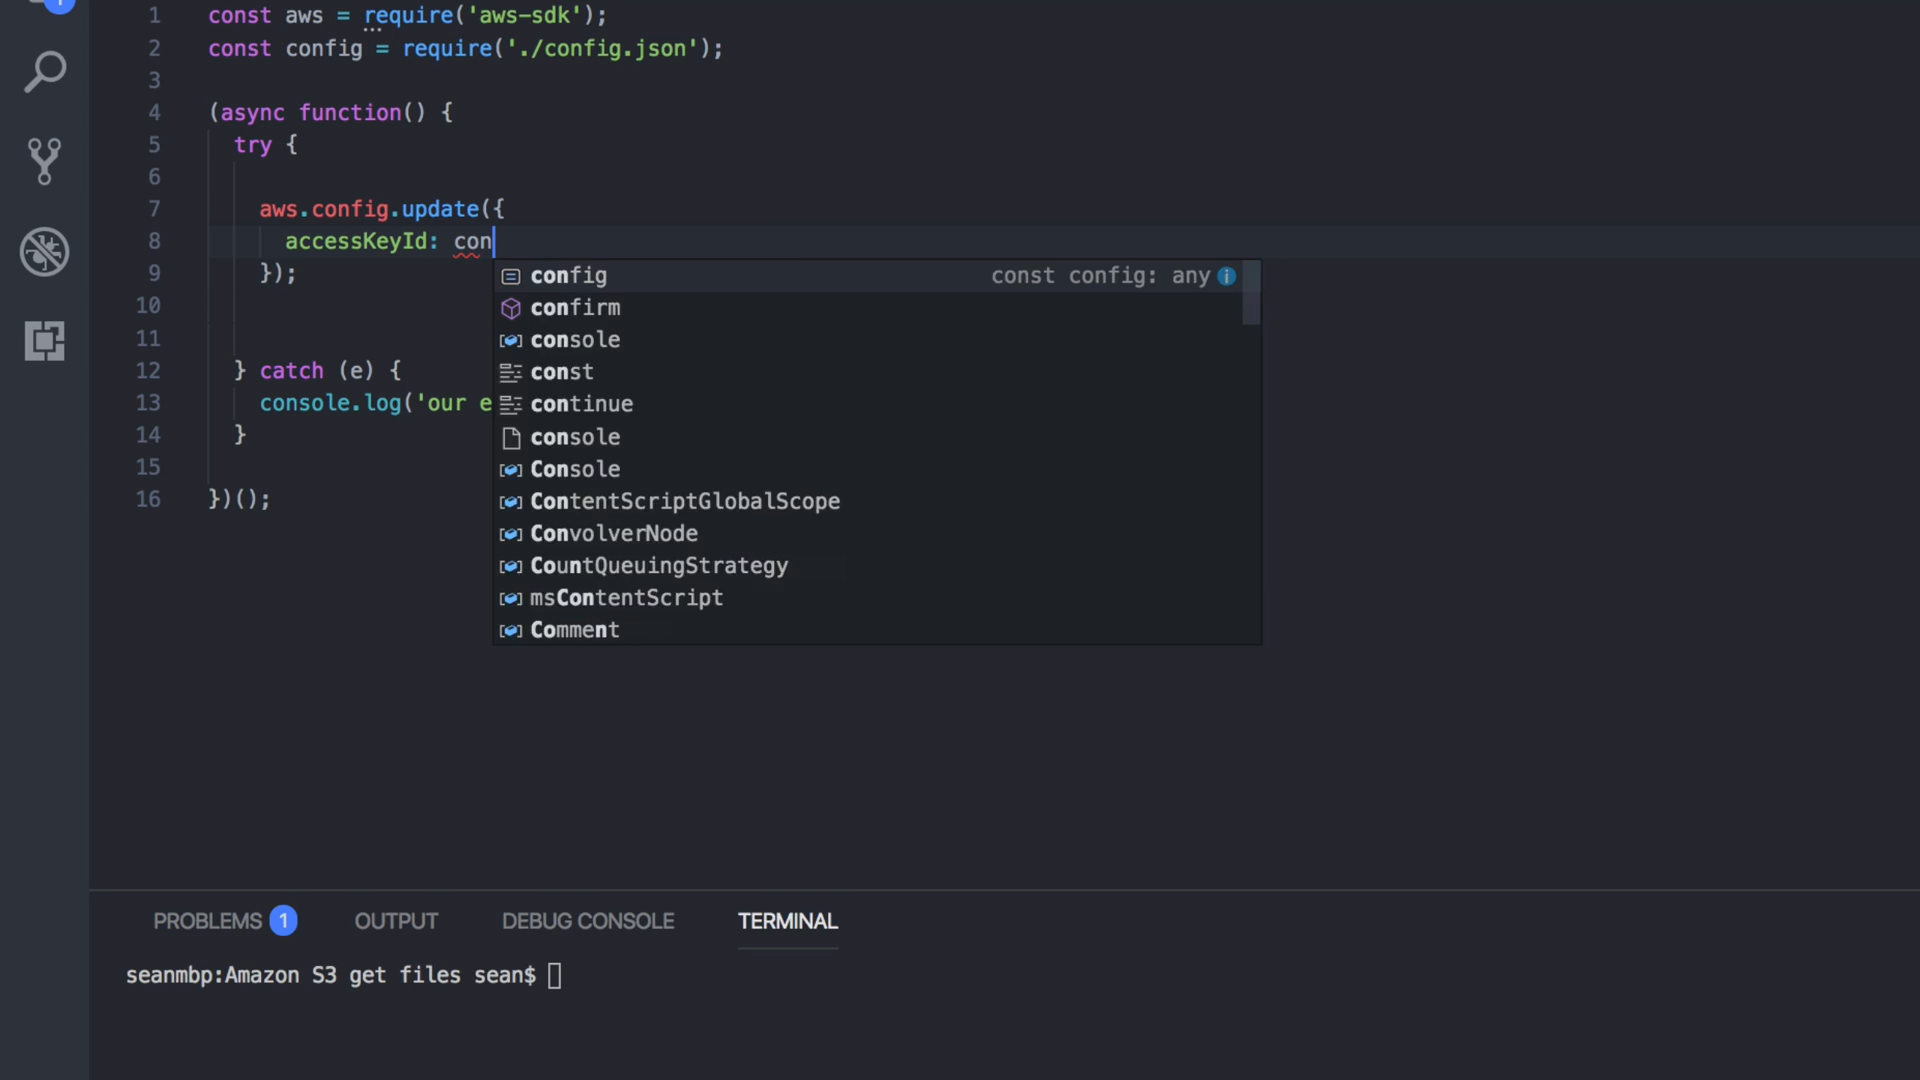 1
1 const aws = require('aws-sdk');
2 const config = require('./config.json');
3
4 (async function() {
5 try {
6
7 aws.config.update({
8 accessKeyId: con
9 });
config const config: any
10
confirm
11
console
12 } catch (e) {
const
13 console.log('our e
continue
14 }
console
15
Console
16 })();
ContentScriptGlobalScope
ConvolverNode
CountQueuingStrategy
msContentScript
Comment
PROBLEMS 1 OUTPUT DEBUG CONSOLE TERMINAL
seanmbp:Amazon S3 get files sean$